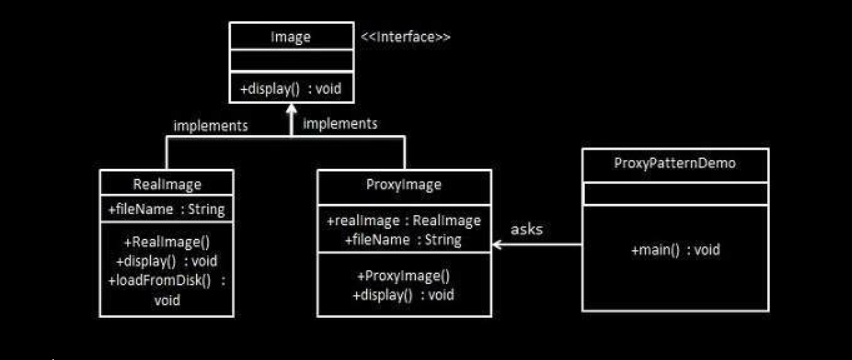 Image <<Interface>>
+display() : void
implements implements
RealImage
+fileName : String
+RealImage()
+display() : void
+loadFromDisk() :
void
ProxyImage
+realImage : RealImage
+fileName : String
+ProxyImage()
+display() : void
asks
ProxyPatternDemo
+main() : void